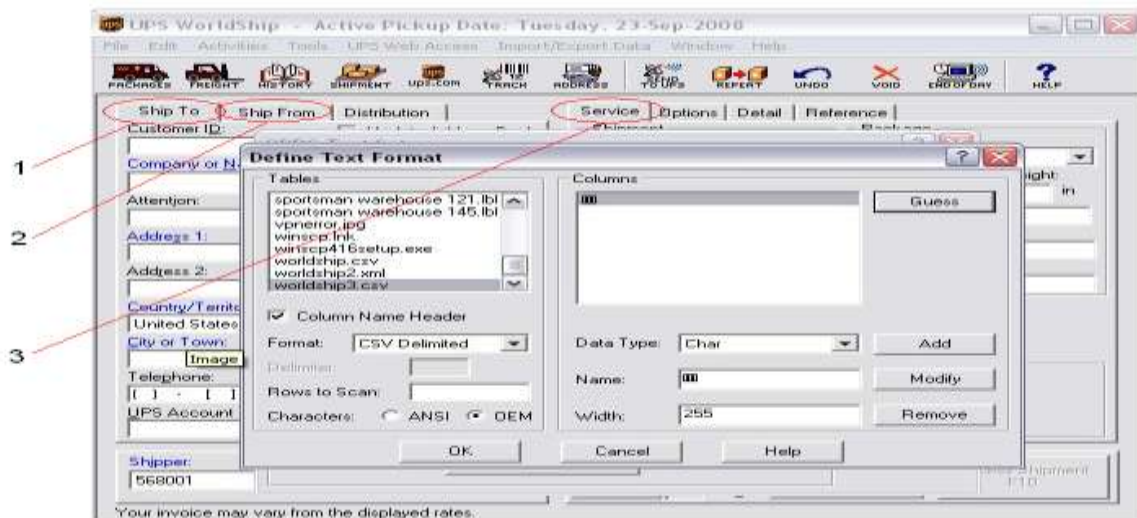 UPS WorldShip - Active Pickup Date: Tuesday, 23-Sep-2008
File Edit Activities Tools UPS Web Access Import/Export Data Window Help
PACKAGES FREIGHT HISTORY SHIPMENT UPS.COM TRACK ADDRESS TO UPS REPEAT UNDO VOID END OF DAY HELP
Ship To Ship From Distribution Service Options Detail Reference
Customer ID: Shipment
1
Company or
Define Text Format
Tables Columns
Attention:
sportsman warehouse 121.lbl
sportsman warehouse 145.lbl
vpnerror.jpg
winscp.lnk
winscp416setup.exe
worldship.csv
worldship2.xml
worldship3.csv
Guess
in
2
Address 1:
Address 2:
United States
Column Name Header
3
City or Town:
Image
Format: CSV Delimited
Data Type: Char
Add
Telephone:
Delimiter:
Rows to Scan:
Name:
Modify
UPS Account
Characters: ANSI OEM
Width: 255
Remove
OK Cancel Help
Shipper:
568001
Your invoice may vary from the displayed rates.